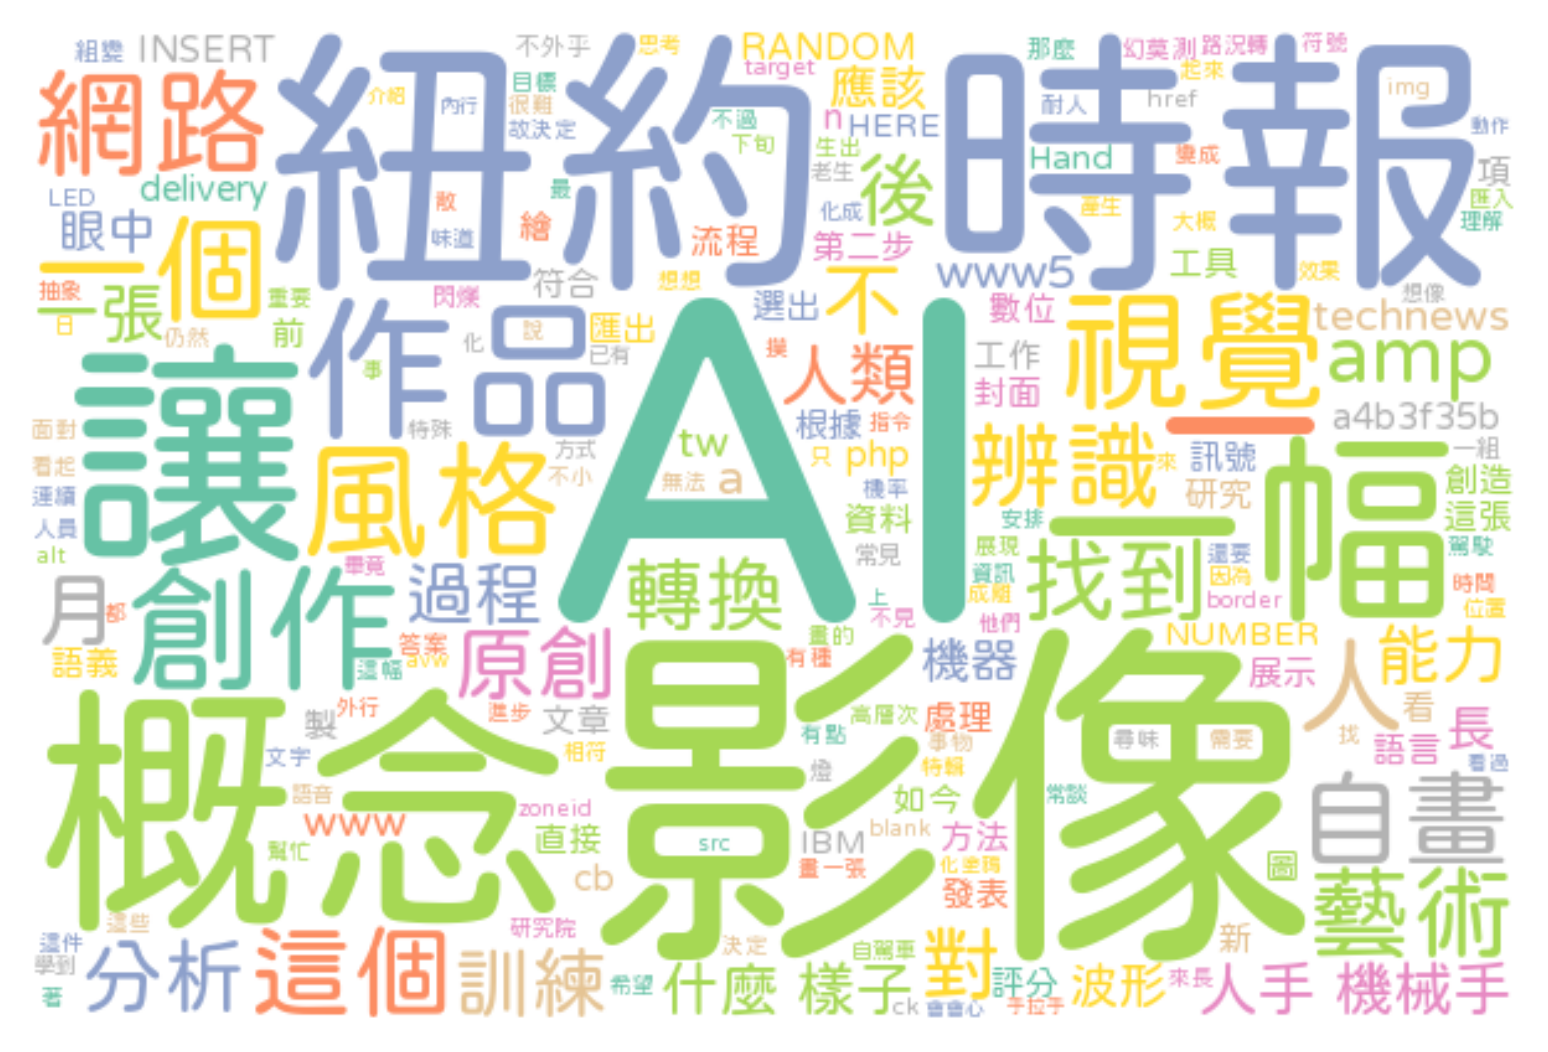 組變 INSERT 紐約時報 不外乎 思考 RANDOM 那麼 幻莫測 路況轉 符號
網路 介紹 內行 目標 很難 故決定 target 應該 起來 耐人 href img
不過 n HERE 動作
下旬 生出 Hand 變成 項
LED delivery 敵 最 老生 後 產生 匯入
眼中 個 味道 繪 流程 化成 第二步 大概 理解
抽象 一張 重要 閃爍 符合 想想 不 www5 工具 效果 想像
日 仍然 前 作品 化 說 匯出 選出 數位 視覺 technews
讓 事 已有 AI 摸 人類 工作 amp
特殊 封面 一 a4b3f35b
面對 風格 方式 tw 根據 指令 辨識 一組
看起 不小 無法 a 只 php 來 訊號 幅 創造
連續 機率 研究 這張
人員 資料 安排 一
alt 畢竟 常見 展現 找到 還要 駕駛
月 創作 過程 轉換 資訊 因為 時間
都 上 成雕 border 位置
答案 原創 畫的 不見 他們 NUMBER
語義 這幅 avw 有種 機器 展示 人 能力
概念 製 外行 進步 文章 影像 高層次 處理 看 長
文字 相符 有點 事物 尋味 需要 找 語言
語音 燈 特輯 看過
www zoneid 如今 常談 自畫
幫忙 直接 src IBM blank 方法
cb 畫一張 化塗鴉 圖
發表 藝術
這些 研究院 決定 新
這件 分析 這個 訓練 自駕車 對
學到 希望 什麼 樣子 評分 波形 來長 人手 機械手
著 ck 會會心 手拉手